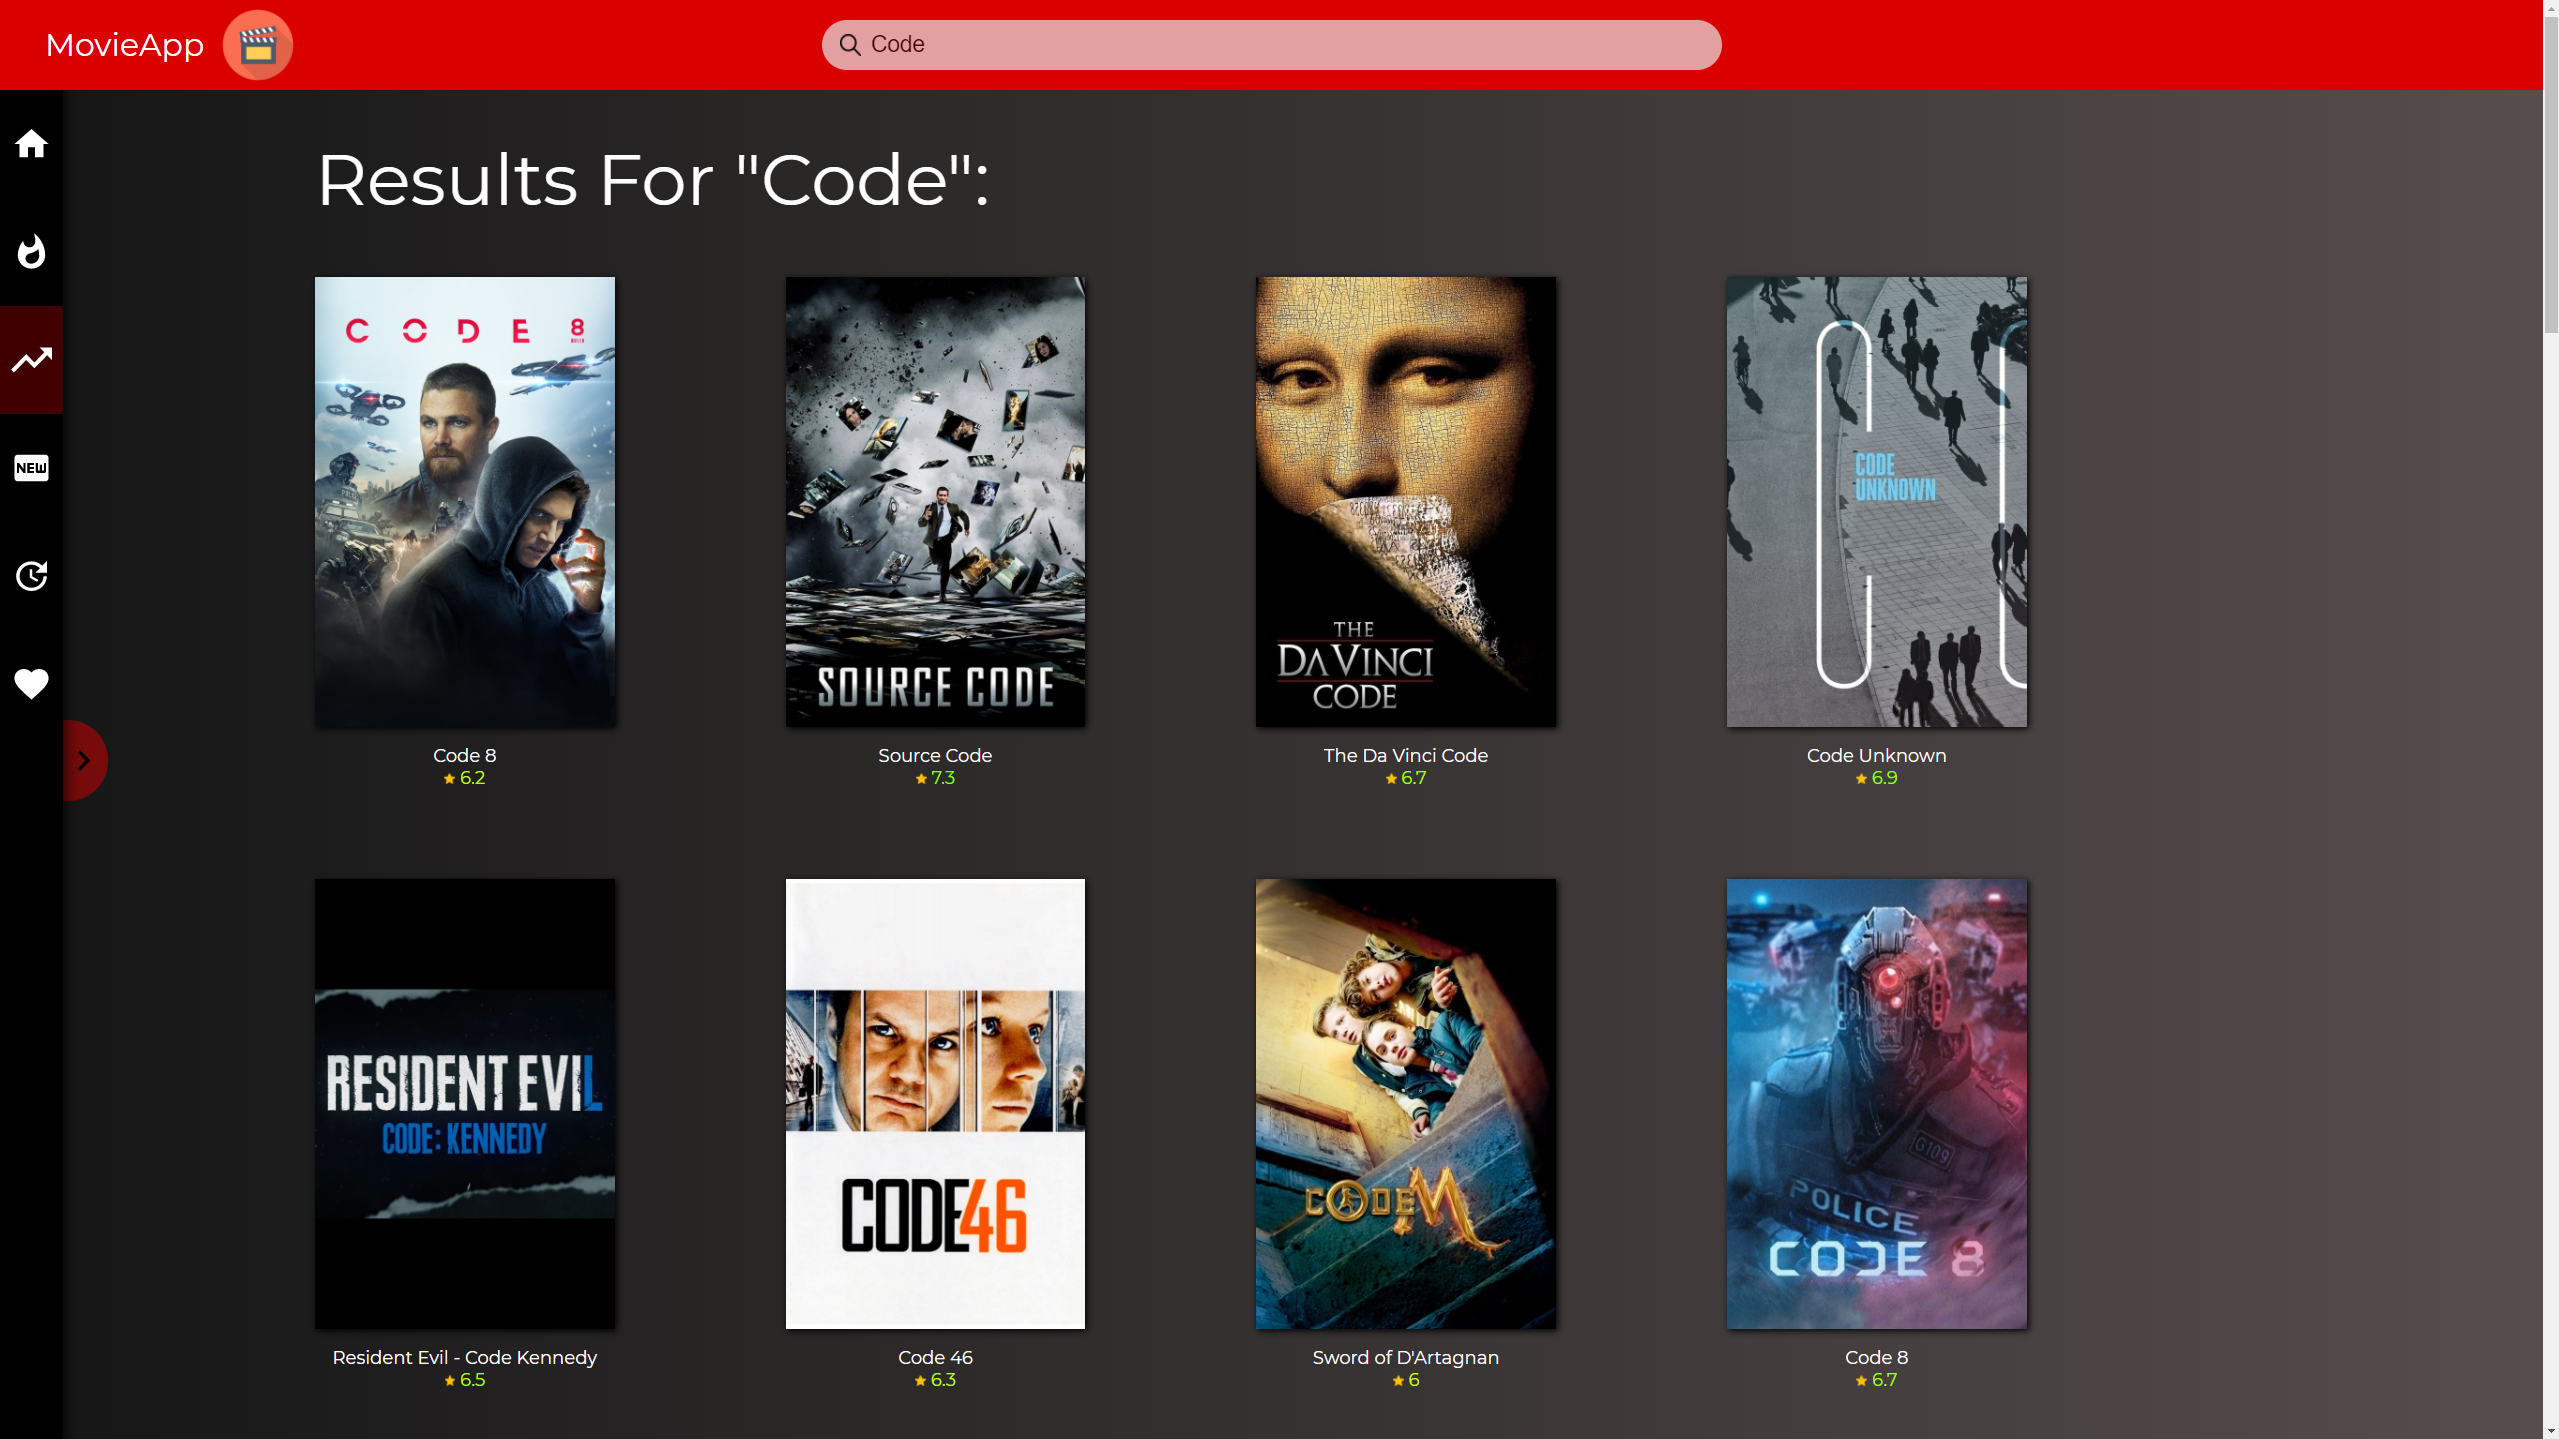 MovieApp
Code
Results For "Code":
NEW
CODE 8
SOURCE CODE
THE
DA VINCI
CODE
CODE
UNKNOWN
Code 8
6.2
Source Code
7.3
The Da Vinci Code
6.7
Code Unknown
6.9
RESIDENT EVIL
CODE: KENNEDY
CODE46
CODE M
G109
POLICE
CODE 8
Resident Evil - Code Kennedy
6.5
Code 46
6.3
Sword of D'Artagnan
6
Code 8
6.7